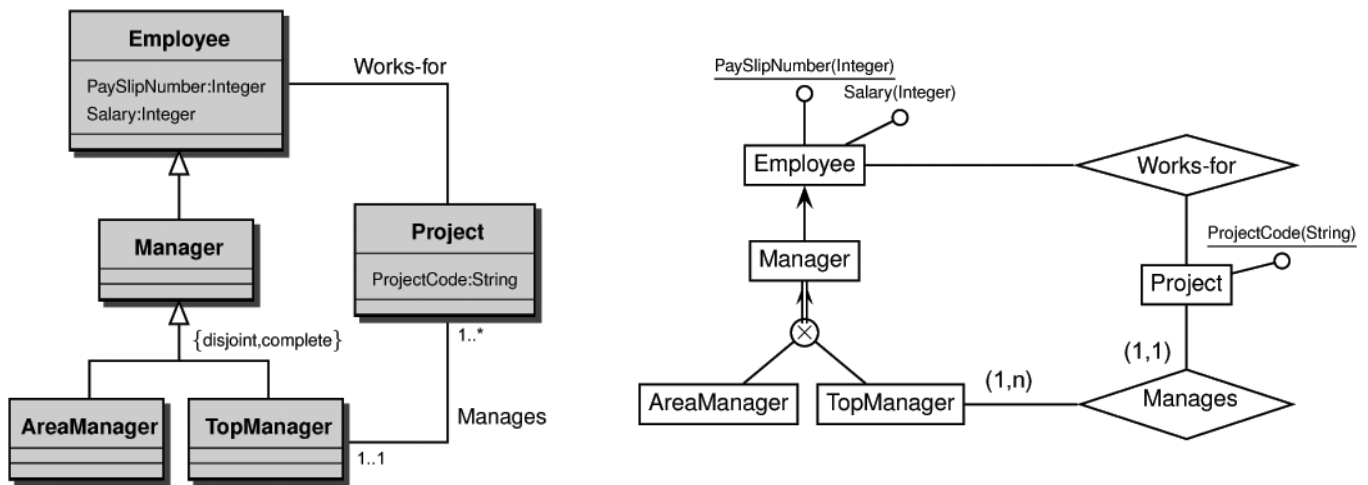 Employee
PaySlipNumber:Integer
Salary:Integer
Works-for
Manager
Project
ProjectCode:String
{disjoint,complete}
1..*
AreaManager
TopManager
Manages
1..1
PaySlipNumber(Integer)
Salary(Integer)
Employee
Works-for
ProjectCode(String)
Manager
Project
(1,1)
(1,n)
AreaManager
TopManager
Manages